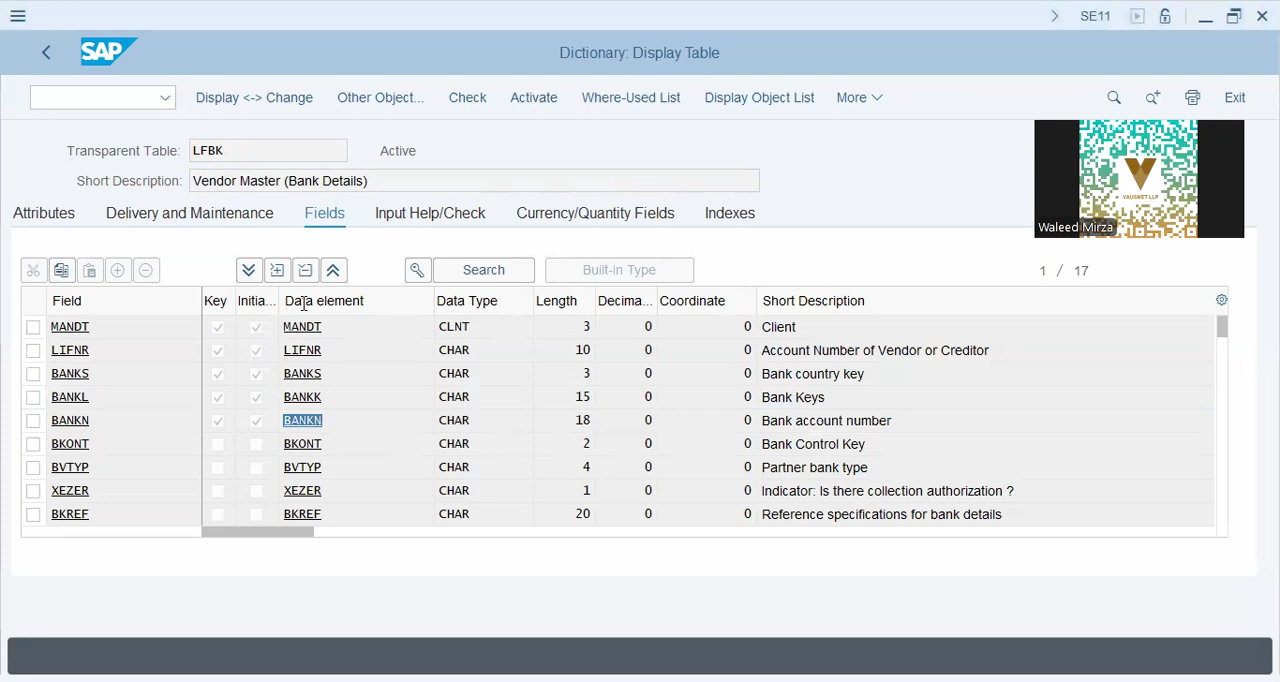 SE11
SAP
Dictionary: Display Table
Display <-> Change Other Object... Check Activate Where-Used List Display Object List More Exit
Transparent Table: LFBK Active
Short Description: Vendor Master (Bank Details)
VAUSNET LLP
Waleed Mirza
Attributes Delivery and Maintenance Fields Input Help/Check Currency/Quantity Fields Indexes
Search Built-In Type 1 / 17
Field Key Initia... Data element Data Type Length Decima... Coordinate Short Description
MANDT MANDT CLNT 3 0 0 Client
LIFNR LIFNR CHAR 10 0 0 Account Number of Vendor or Creditor
BANKS BANKS CHAR 3 0 0 Bank country key
BANKL BANKK CHAR 15 0 0 Bank Keys
BANKN BANKN CHAR 18 0 0 Bank account number
BKONT BKONT CHAR 2 0 0 Bank Control Key
BVTYP BVTYP CHAR 4 0 0 Partner bank type
XEZER XEZER CHAR 1 0 0 Indicator: Is there collection authorization ?
BKREF BKREF CHAR 20 0 0 Reference specifications for bank details